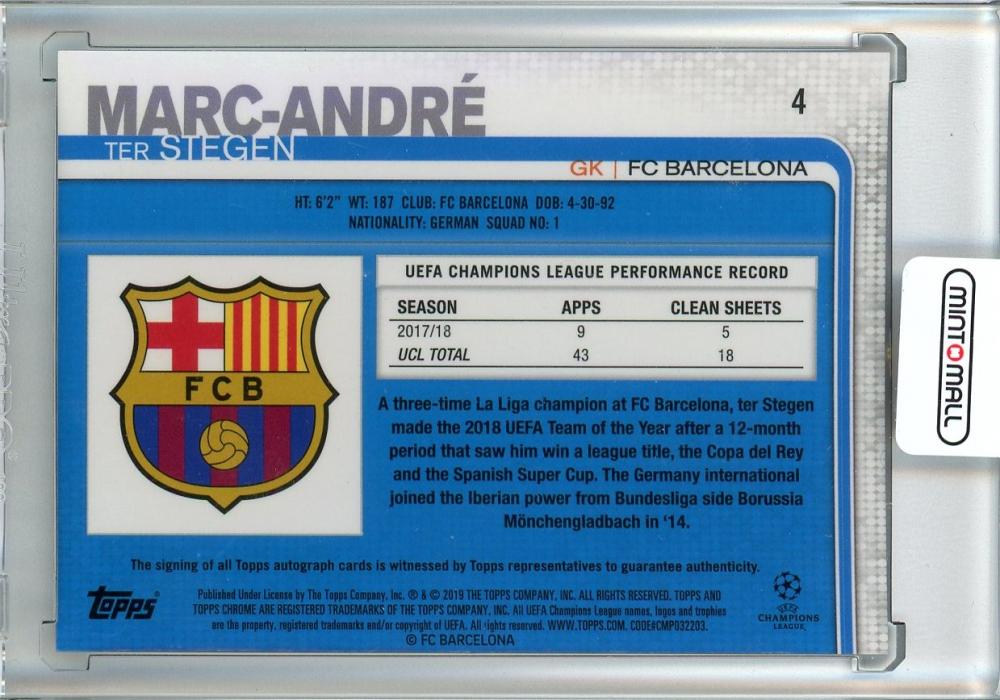 MARC-ANDRÉ
4
TER STEGEN
GK | FC BARCELONA
HT: 6'2" WT: 187 CLUB: FC BARCELONA DOB: 4-30-92
NATIONALITY: GERMAN SQUAD NO: 1
UEFA CHAMPIONS LEAGUE PERFORMANCE RECORD
SEASON APPS CLEAN SHEETS
2017/18 9 5
UCL TOTAL 43 18
FCB
A three-time La Liga champion at FC Barcelona, ter Stegen
made the 2018 UEFA Team of the Year after a 12-month
period that saw him win a league title, the Copa del Rey
and the Spanish Super Cup. The Germany international
joined the Iberian power from Bundesliga side Borussia
Mönchengladbach in '14.
The signing of all Topps autograph cards is witnessed by Topps representatives to guarantee authenticity.
Topps
Published Under License by The Topps Company, Inc. ® & © 2019 THE TOPPS COMPANY, INC. ALL RIGHTS RESERVED. TOPPS AND
TOPPS CHROME ARE REGISTERED TRADEMARKS OF THE TOPPS COMPANY, INC. All UEFA Champions League names, logos and trophies
are the property, registered trademarks and/or copyright of UEFA. All rights reserved. WWW.TOPPS.COM. CODE#CMP032203.
© FC BARCELONA
UEFA
CHAMPIONS
LEAGUE
MINTOMALL